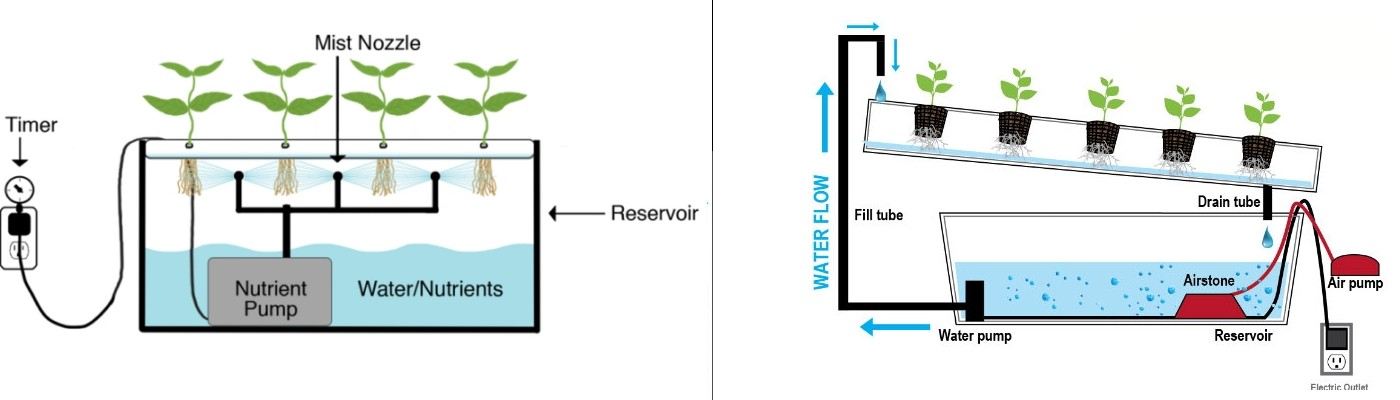 Mist Nozzle
Timer
Reservoir
Nutrient
Pump
Water/Nutrients
WATER FLOW
Fill tube
Drain tube
Airstone
Air pump
Water pump
Reservoir
Electric Outlet